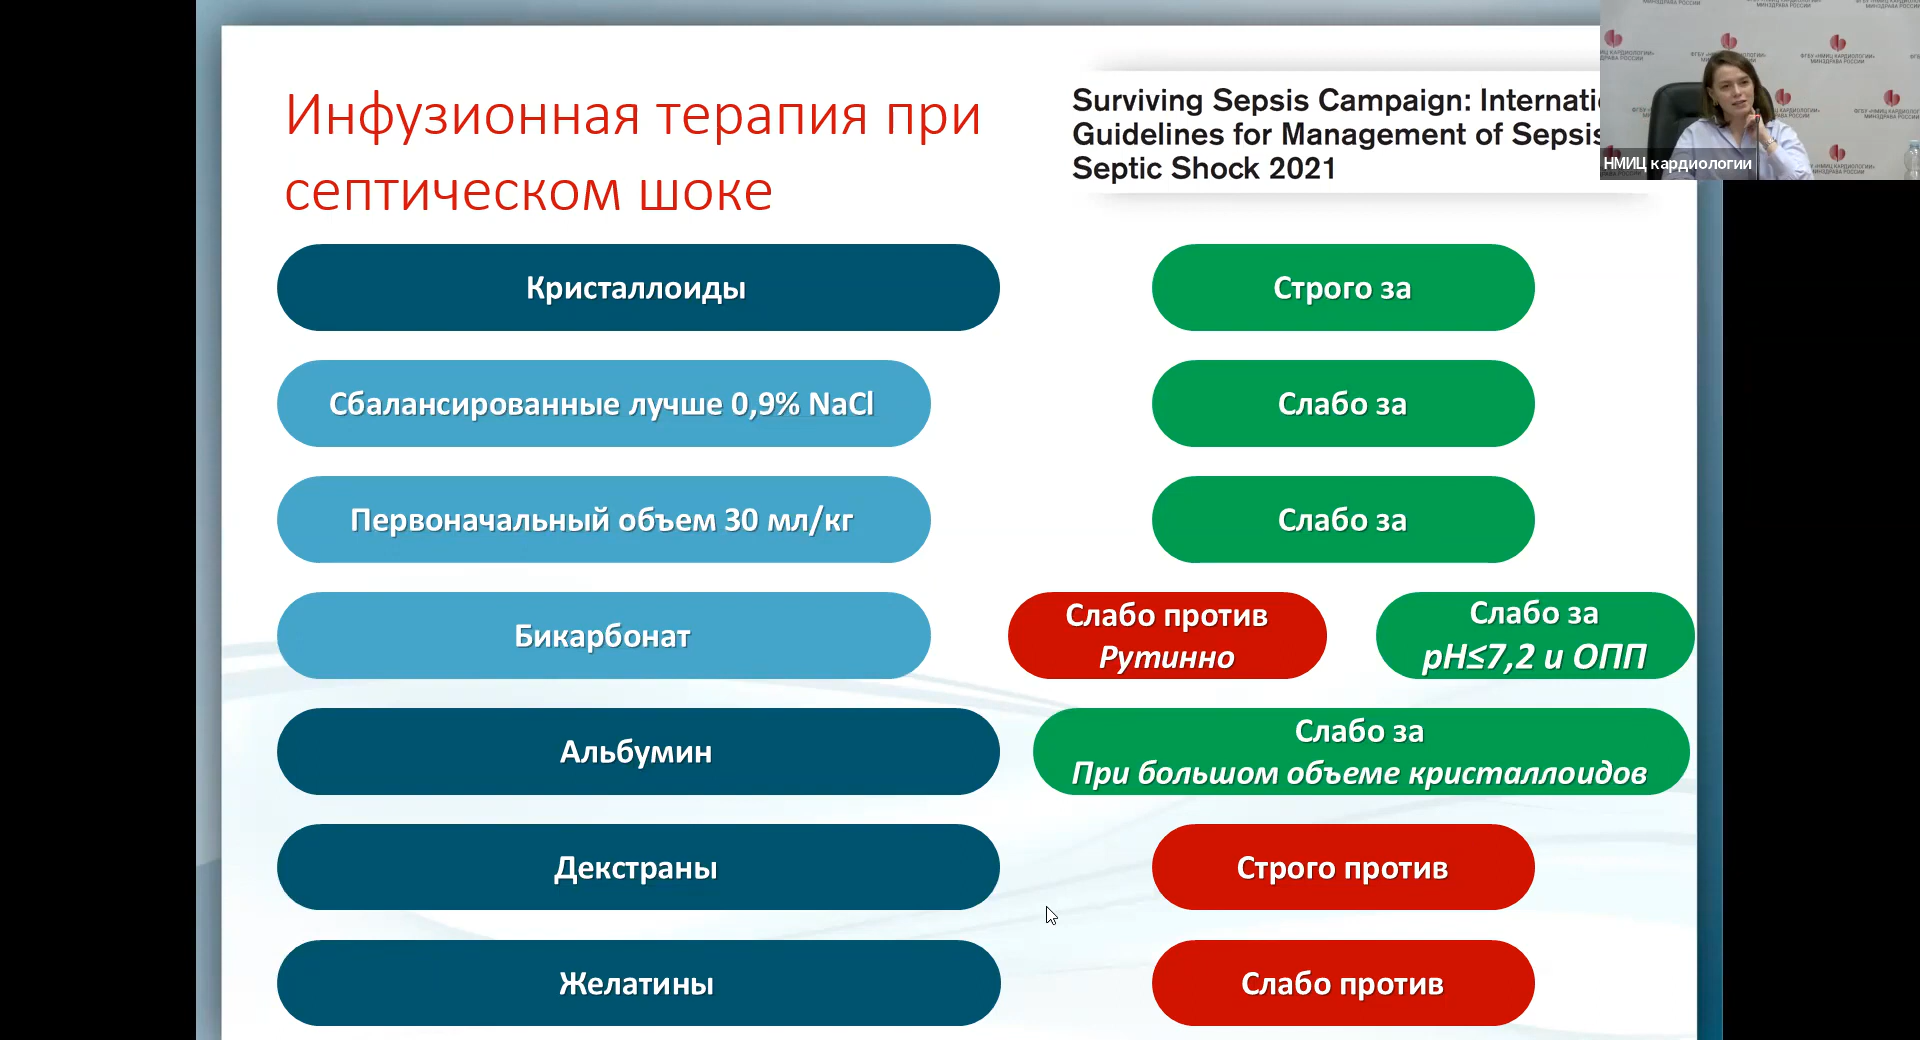 Инфузионная терапия при
септическом шоке
Surviving Sepsis Campaign:
Guidelines for Management of Sepsis
Septic Shock 2021
НМИЦ кардиологии
Кристаллоиды
Строго за
Сбалансированные лучше 0,9% NaCl
Слабо за
Первоначальный объем 30 мл/кг
Слабо за
Бикарбонат
Слабо против
Рутинно
Слабо за
pH≤7,2 и ОПП
Альбумин
Слабо за
При большом объеме кристаллоидов
Декстраны
Строго против
Желатины
Слабо против